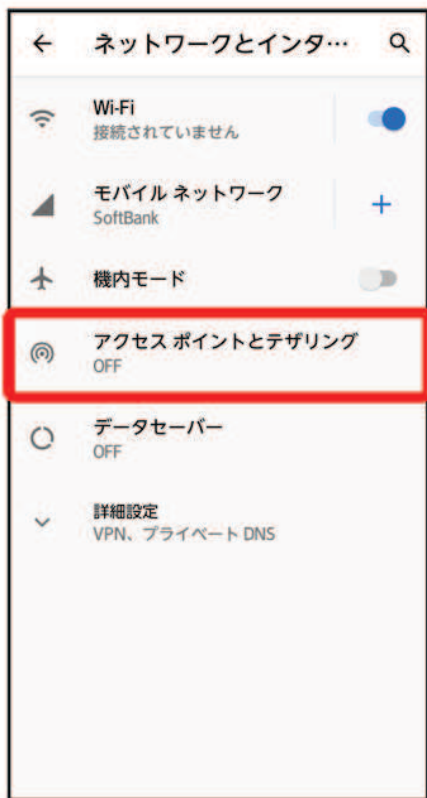 ネットワークとインタ…
Wi-Fi
接続されていません
モバイル ネットワーク
SoftBank
機内モード
アクセス ポイントとテザリング
OFF
データセーバー
OFF
詳細設定
VPN、プライベート DNS